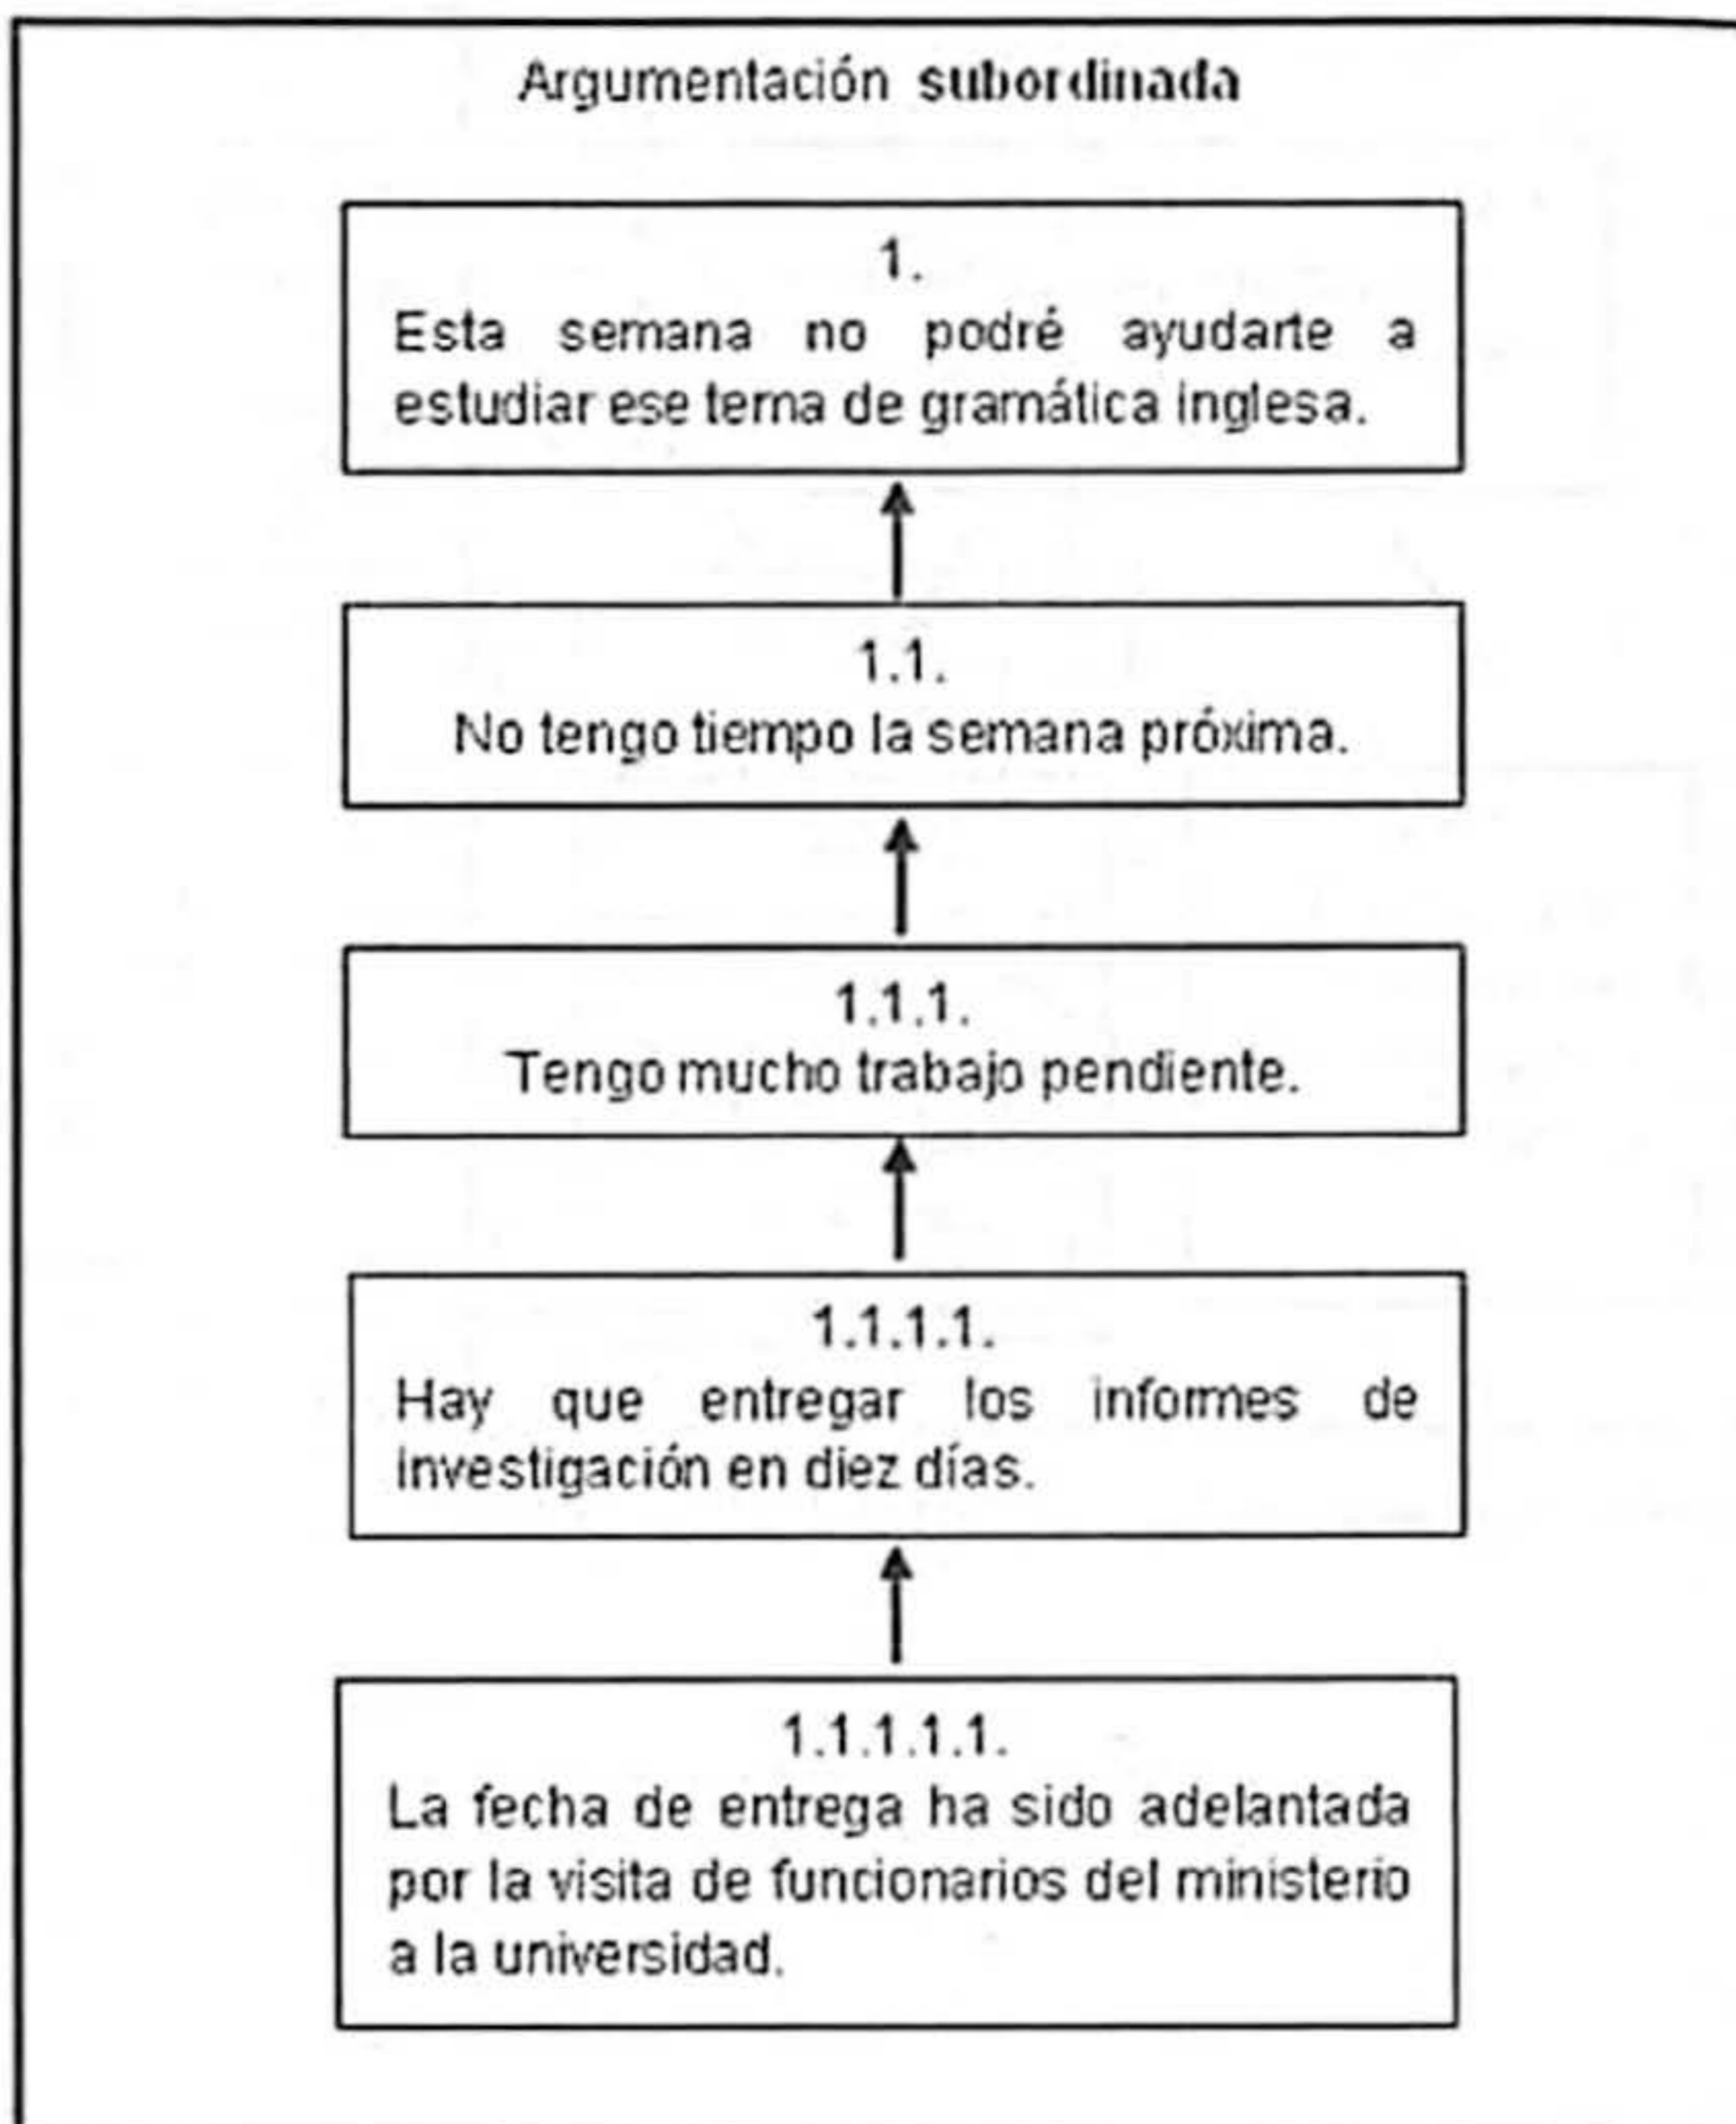 Argumentación subordinada
1.
Esta semana no podré ayudarte a
estudiar ese tema de gramática inglesa.
1.1.
No tengo tiempo la semana próxima.
1.1.1.
Tengo mucho trabajo pendiente.
1.1.1.1.
Hay que entregar los informes de
investigación en diez días.
1.1.1.1.1.
La fecha de entrega ha sido adelantada
por la visita de funcionarios del ministerio
a la universidad.